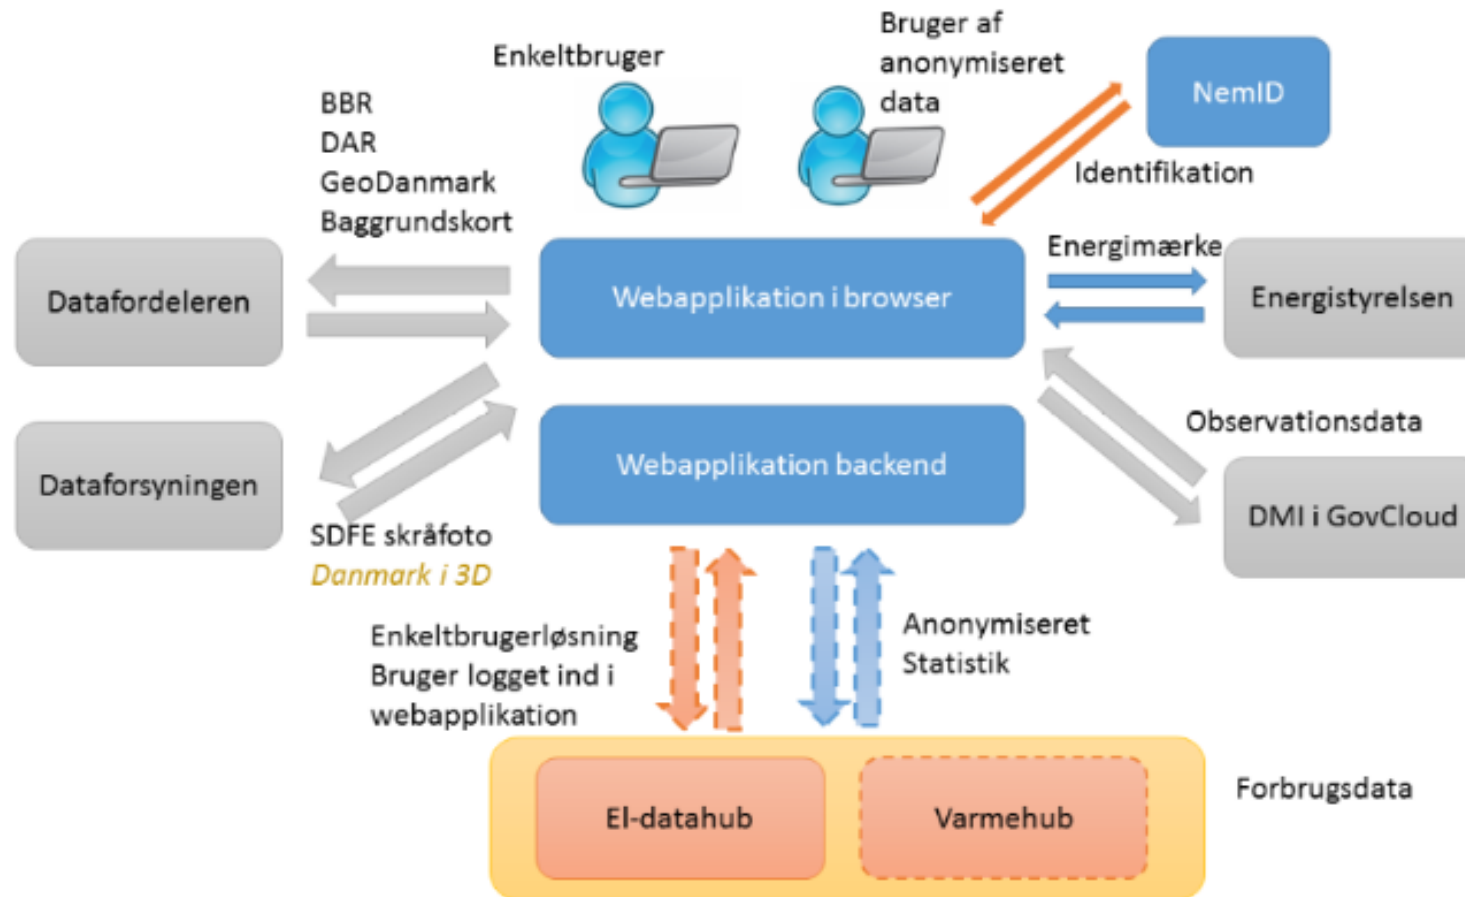 Enkeltbruger
Bruger af
anonymiseret
data
NemID
BBR
DAR
GeoDanmark
Baggrundskort
Identifikation
Datafordeleren
Webapplikation i browser
Energimærke
Energistyrelsen
Dataforsyningen
Webapplikation backend
Observationsdata
DMI i GovCloud
SDFE skråfoto
Danmark i 3D
Enkeltbrugerløsning
Bruger logget ind i
webapplikation
Anonymiseret
Statistik
El-datahub
Varmehub
Forbrugsdata